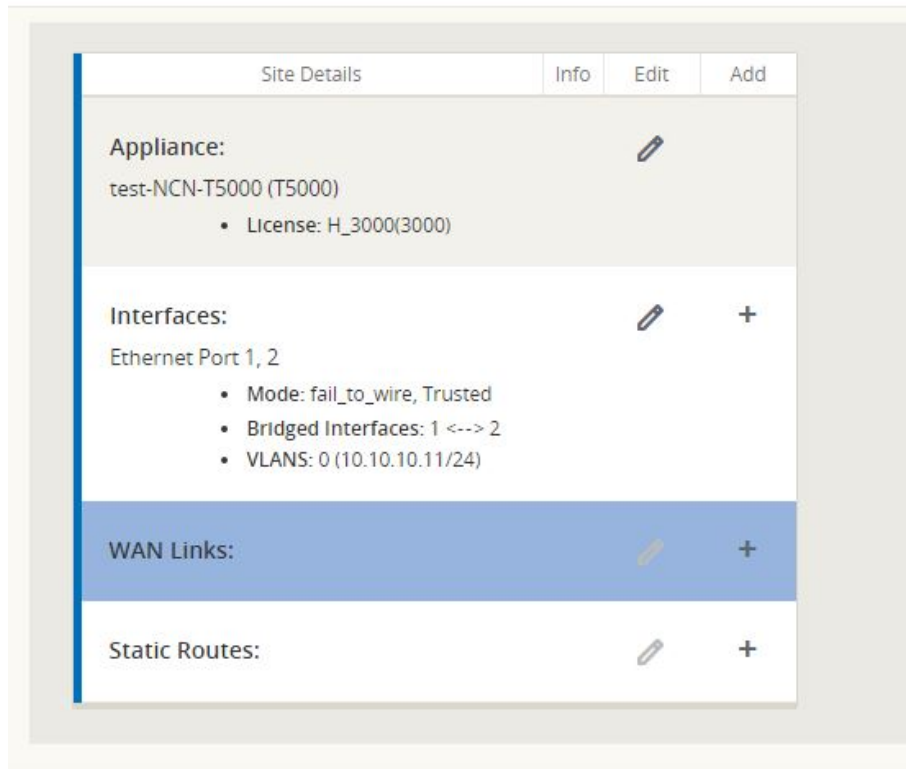 Site Details Info Edit Add
Appliance:
test-NCN-T5000 (T5000)
• License: H_3000(3000)
Interfaces:
Ethernet Port 1, 2
• Mode: fail_to_wire, Trusted
• Bridged Interfaces: 1 <--> 2
• VLANS: 0 (10.10.10.11/24)
WAN Links:
Static Routes: